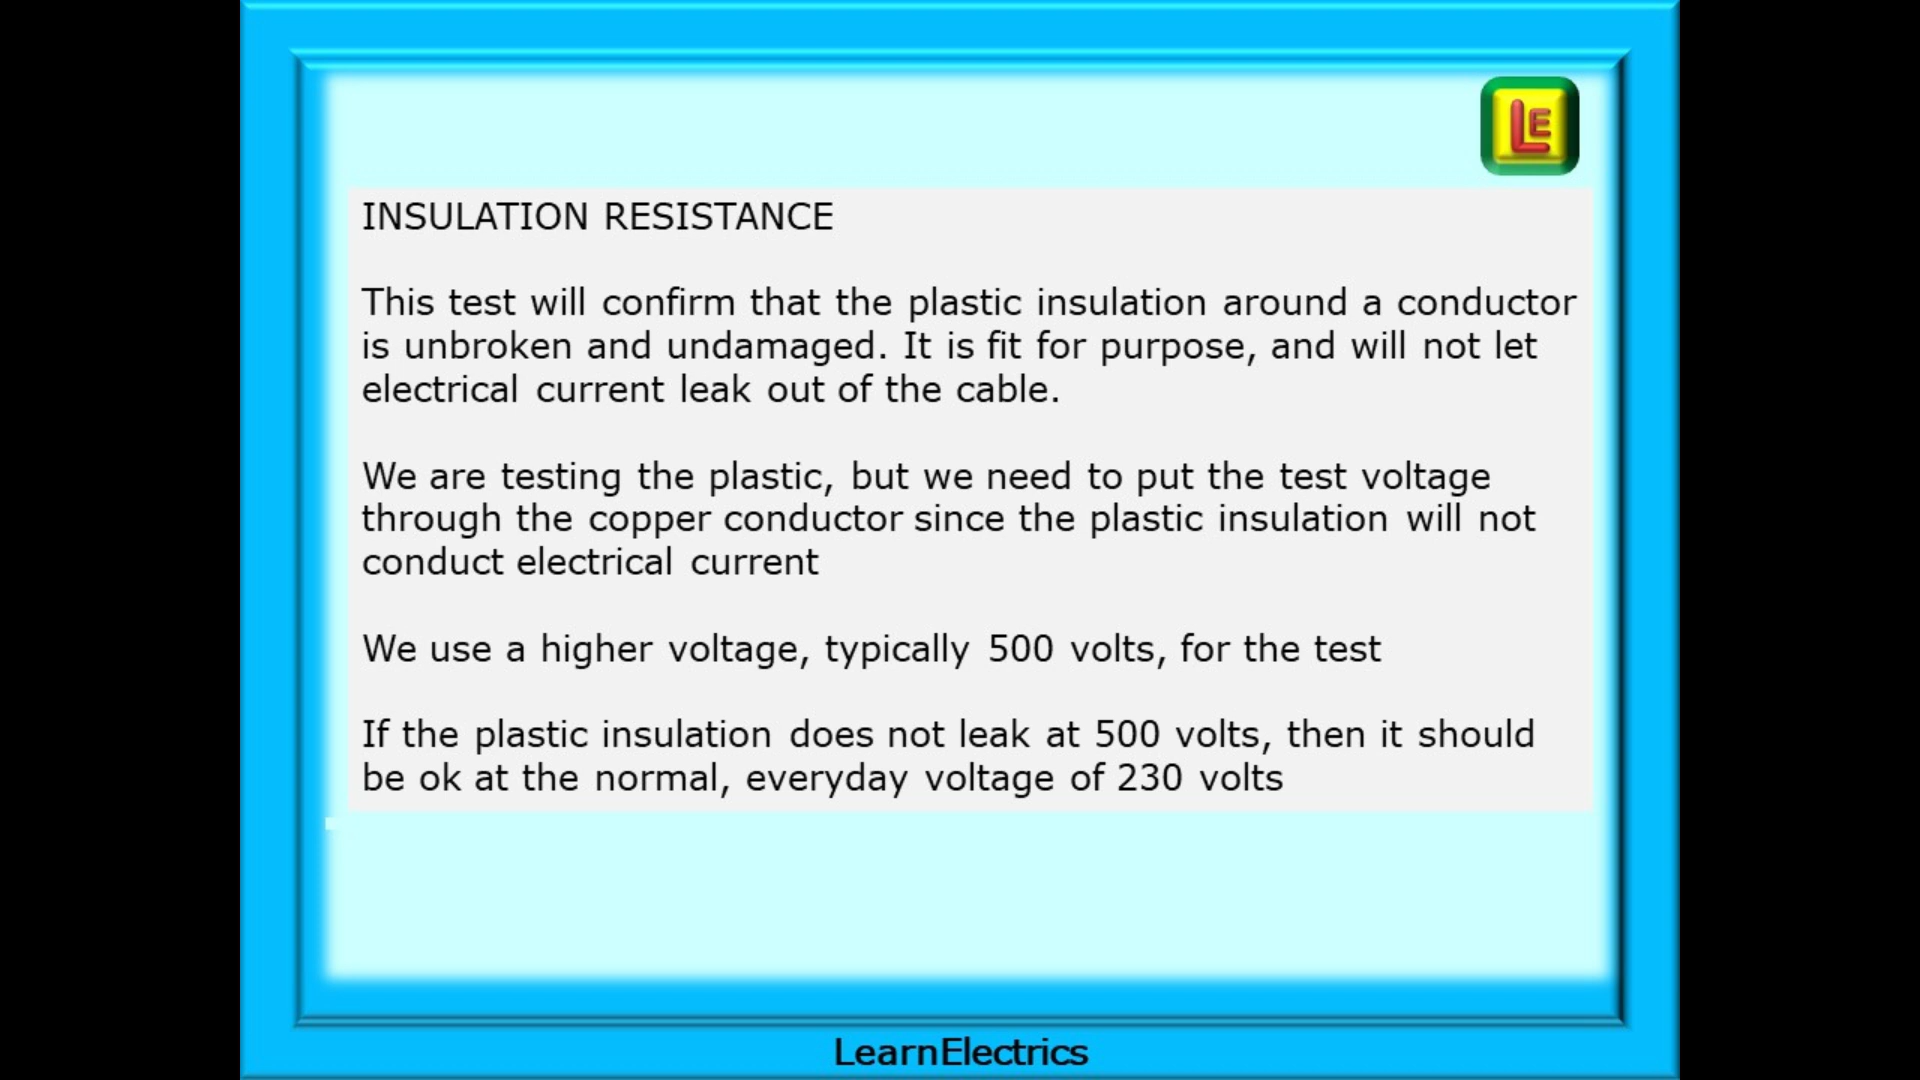 LE
INSULATION RESISTANCE
This test will confirm that the plastic insulation around a conductor
is unbroken and undamaged. It is fit for purpose, and will not let
electrical current leak out of the cable.
We are testing the plastic, but we need to put the test voltage
through the copper conductor since the plastic insulation will not
conduct electrical current
We use a higher voltage, typically 500 volts, for the test
If the plastic insulation does not leak at 500 volts, then it should
be ok at the normal, everyday voltage of 230 volts
LearnElectrics